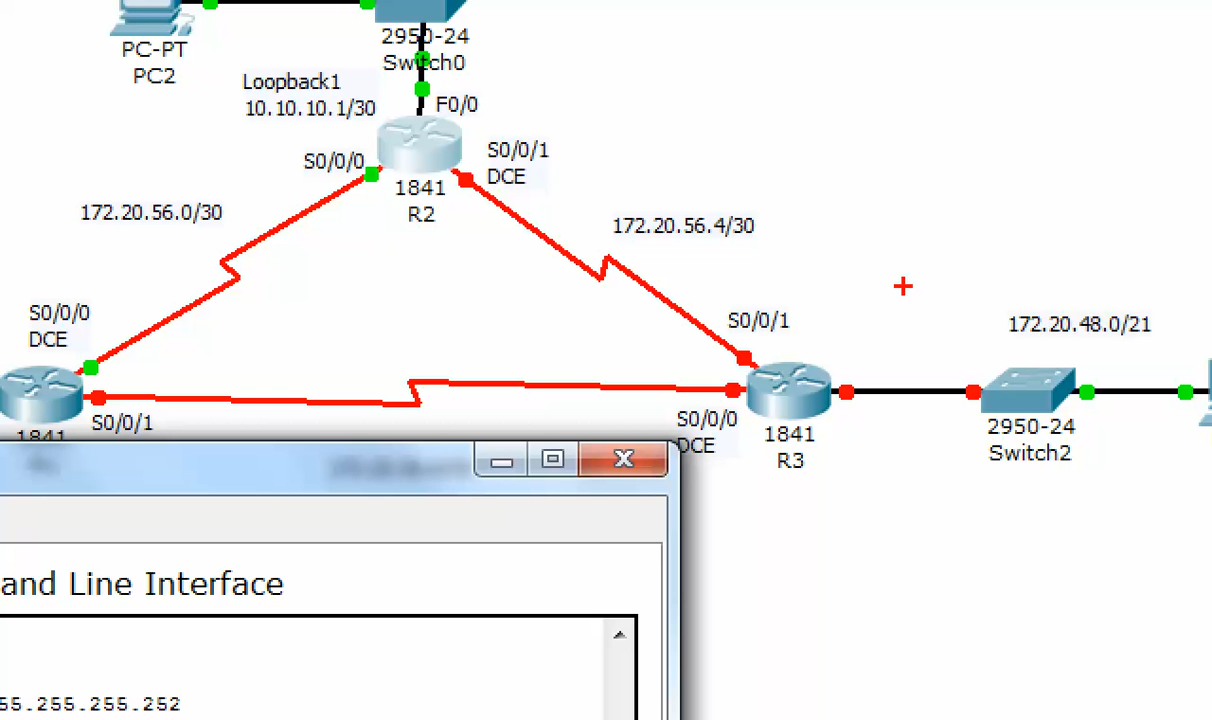 2950-24
Switch0
PC-PT
PC2
Loopback1
10.10.10.1/30
F0/0
S0/0/0
S0/0/1
DCE
1841
R2
172.20.56.0/30
172.20.56.4/30
S0/0/0
DCE
S0/0/1
172.20.48.0/21
S0/0/1
1841
S0/0/0
DCE
1841
R3
2950-24
Switch2
and Line Interface
55.255.255.252